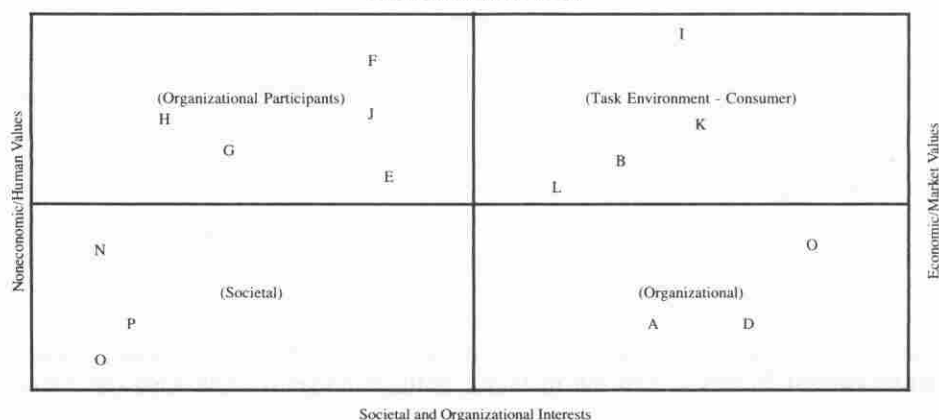 I
F
(Organizational Participants)
(Task Environment - Consumer)
H
J
K
G
B
E
L
Noneconomic/Human Values
Economic/Market Values
N
O
(Societal)
(Organizational)
P
A
D
O
Societal and Organizational Interests